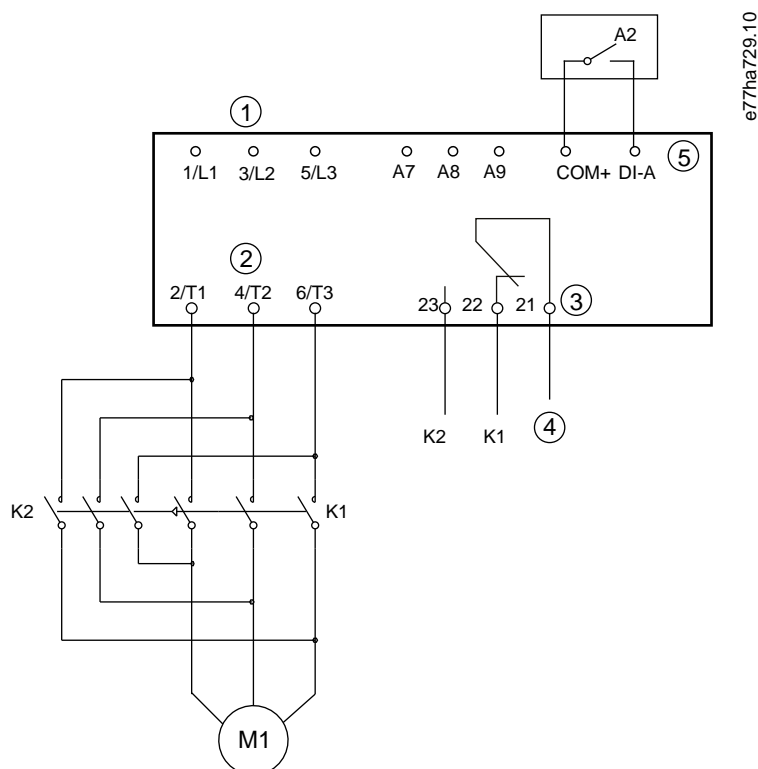 e77ha729.10
A2
1
1/L1 3/L2 5/L3 A7 A8 A9 COM+ DI-A 5
2
2/T1 4/T2 6/T3 23 22 21 3
K2 K1 4
K2 K1
M1